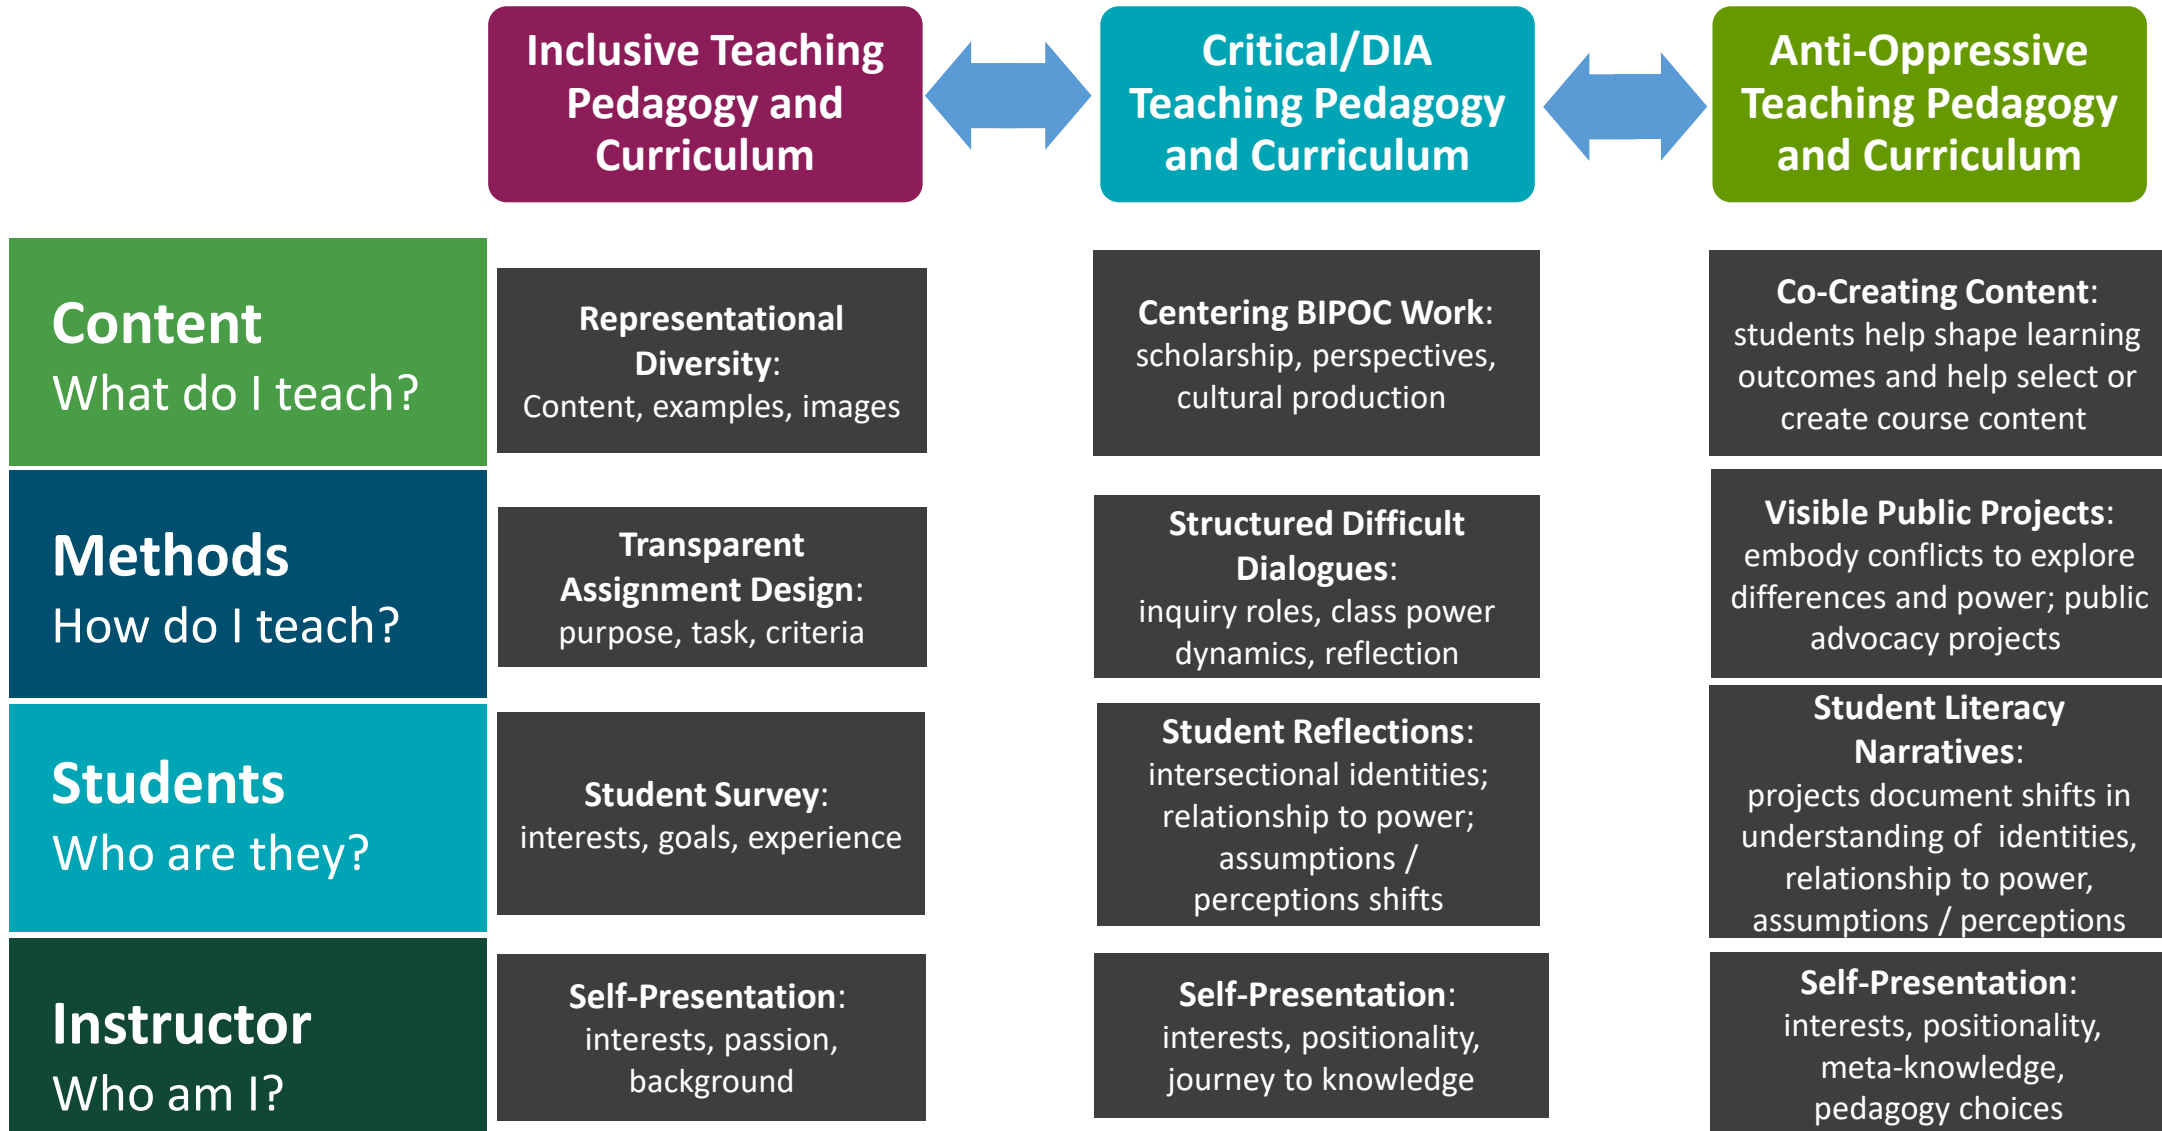 Inclusive Teaching
Pedagogy and
Curriculum
Critical/DIA
Teaching Pedagogy
and Curriculum
Anti-Oppressive
Teaching Pedagogy
and Curriculum
Content
What do I teach?
Representational
Diversity:
Content, examples, images
Centering BIPOC Work:
scholarship, perspectives,
cultural production
Co-Creating Content:
students help shape learning
outcomes and help select or
create course content
Methods
How do I teach?
Transparent
Assignment Design:
purpose, task, criteria
Structured Difficult
Dialogues:
inquiry roles, class power
dynamics, reflection
Visible Public Projects:
embody conflicts to explore
differences and power; public
advocacy projects
Students
Who are they?
Student Survey:
interests, goals, experience
Student Reflections:
intersectional identities;
relationship to power;
assumptions /
perceptions shifts
Student Literacy
Narratives:
projects document shifts in
understanding of  identities,
relationship to power,
assumptions / perceptions
Instructor
Who am I?
Self-Presentation:
interests, passion,
background
Self-Presentation:
interests, positionality,
journey to knowledge
Self-Presentation:
interests, positionality,
meta-knowledge,
pedagogy choices